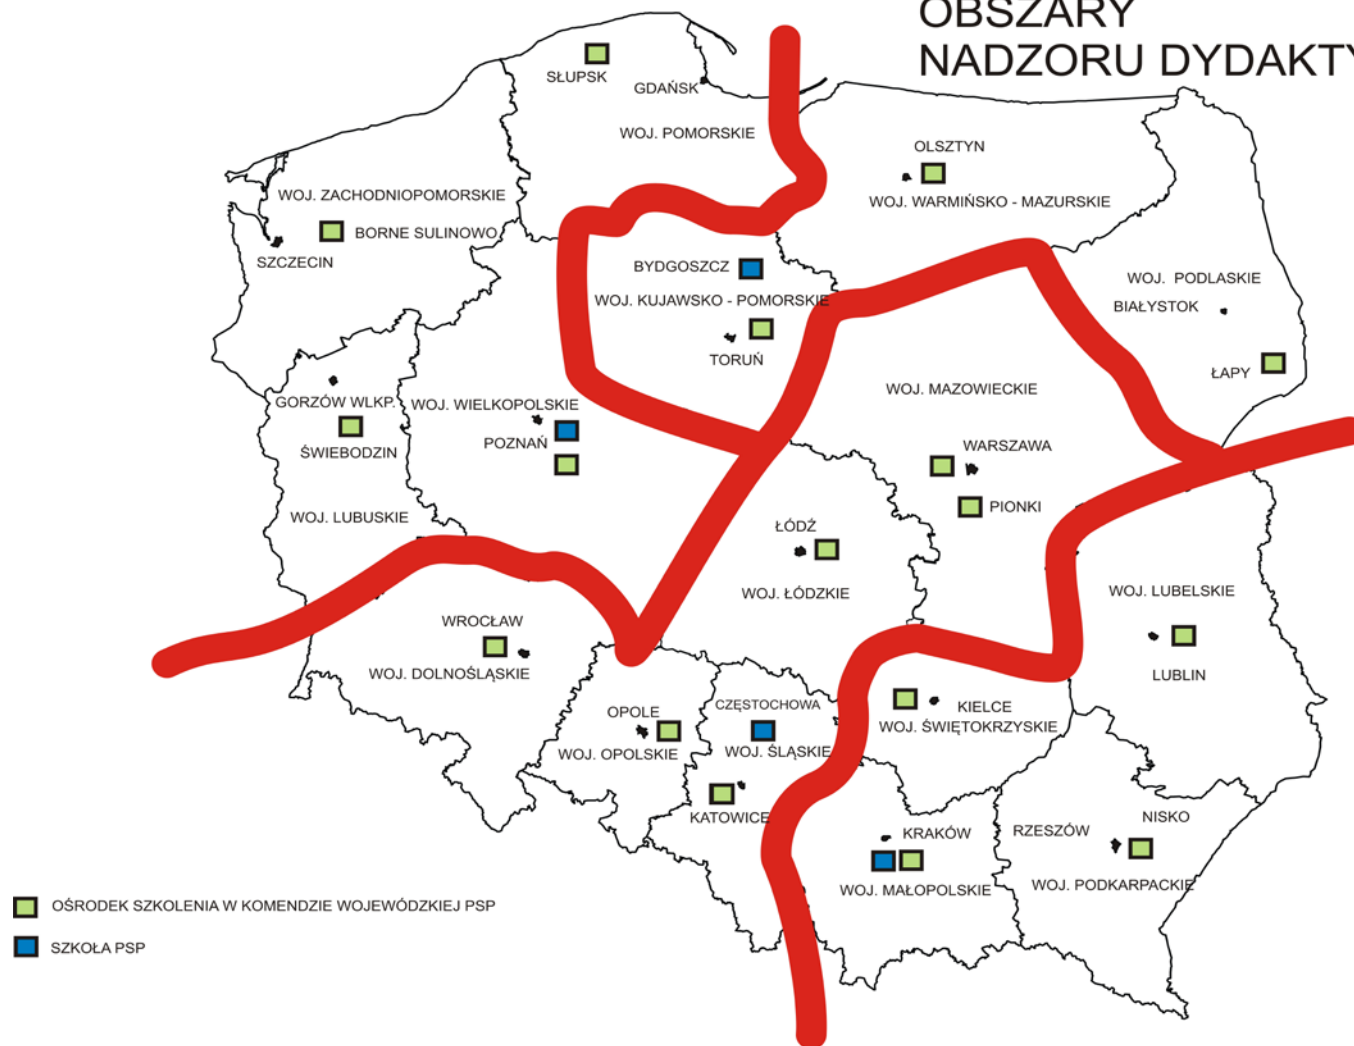 OBSZARY
NADZORU DYDAKTY
SŁUPSK
GDAŃSK
WOJ. POMORSKIE
OLSZTYN
WOJ. WARMIŃSKO - MAZURSKIE
WOJ. ZACHODNIOPOMORSKIE
BORNE SULINOWO
SZCZECIN
BYDGOSZCZ
WOJ. KUJAWSKO - POMORSKIE
TORUŃ
WOJ. PODLASKIE
BIAŁYSTOK
ŁAPY
GORZÓW WLKP.
ŚWIEBODZIN
WOJ. LUBUSKIE
WOJ. WIELKOPOLSKIE
POZNAŃ
WOJ. MAZOWIECKIE
WARSZAWA
PIONKI
ŁÓDŹ
WOJ. ŁÓDZKIE
WOJ. LUBELSKIE
LUBLIN
WROCŁAW
WOJ. DOLNOŚLĄSKIE
OPOLE
WOJ. OPOLSKIE
CZĘSTOCHOWA
WOJ. ŚLĄSKIE
KATOWICE
KIELCE
WOJ. ŚWIĘTOKRZYSKIE
KRAKÓW
WOJ. MAŁOPOLSKIE
NISKO
RZESZÓW
WOJ. PODKARPACKIE
OŚRODEK SZKOLENIA W KOMENDZIE WOJEWÓDZKIEJ PSP
SZKOŁA PSP